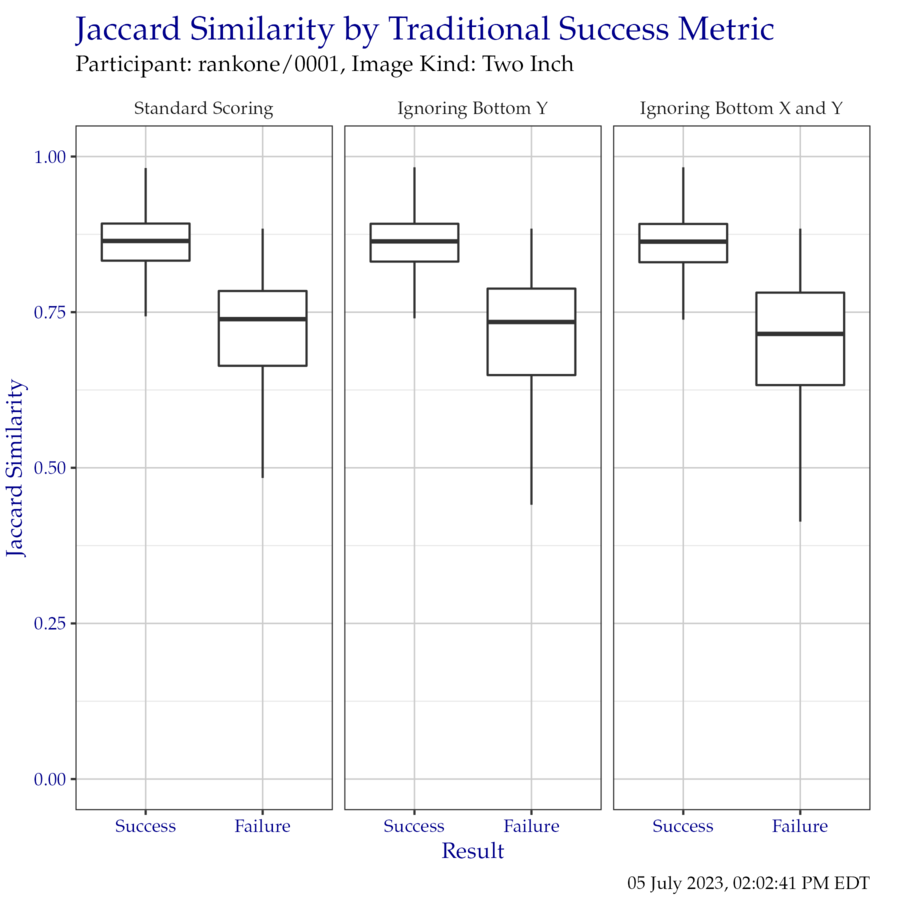 Jaccard Similarity by Traditional Success Metric
Participant: rankone/0001, Image Kind: Two Inch
Standard Scoring
Ignoring Bottom Y
Ignoring Bottom X and Y
1.00
0.75
0.50
0.25
0.00
Jaccard Similarity
Success
Failure
Success
Failure
Success
Failure
Result
05 July 2023, 02:02:41 PM EDT